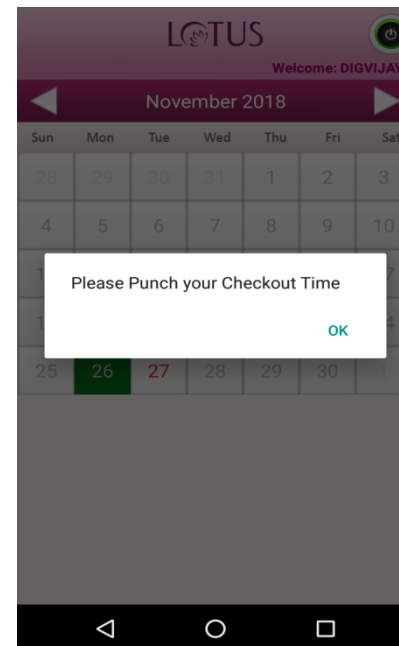 LOTUS
Welcome: DIGVIJAY
November 2018
Sun Mon Tue Wed Thu Fri Sat
28 29 30 31 1 2 3
4 5 6 7 8 9 10
Please Punch your Checkout Time
OK
25 26 27 28 29 30 1